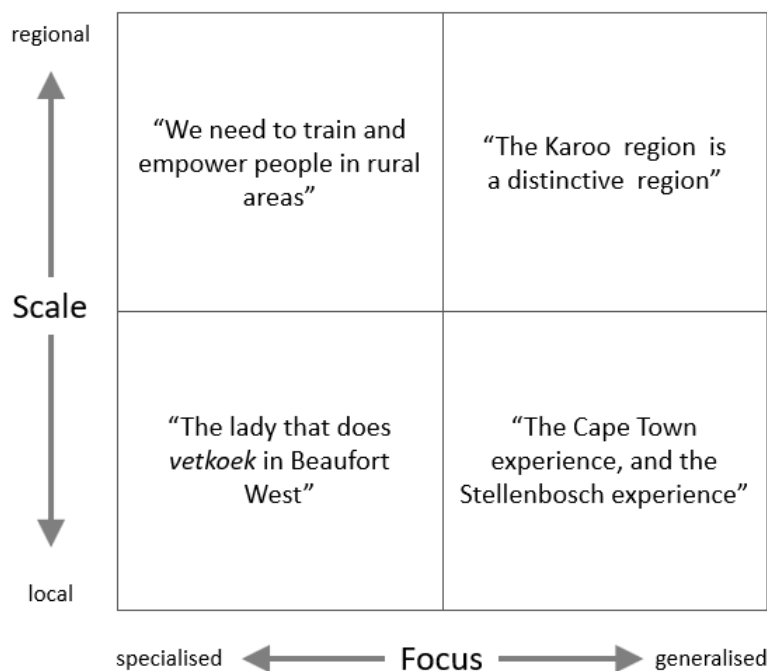 regional
“We need to train and
empower people in rural
areas”
“The Karoo region is
a distinctive region”
Scale
“The lady that does
vetkoek in Beaufort
West”
“The Cape Town
experience, and the
Stellenbosch experience”
local
specialised
Focus
generalised